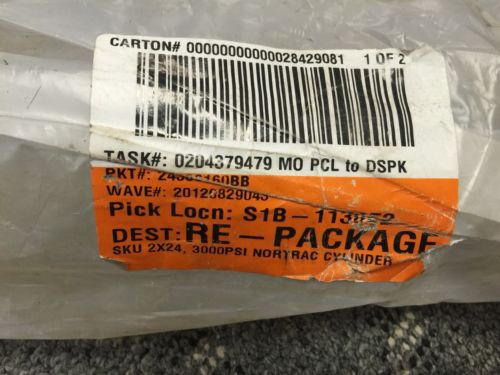 CARTON# 00000000000028429081 1 OF 2
TASK#: 0204379479 MO PCL to DSPK
PKT#:
WAVE#:
Pick Locn:
DEST: RE - PACKAGE
SKU 2X24, 3000PSI NORTRAC CYLINDER